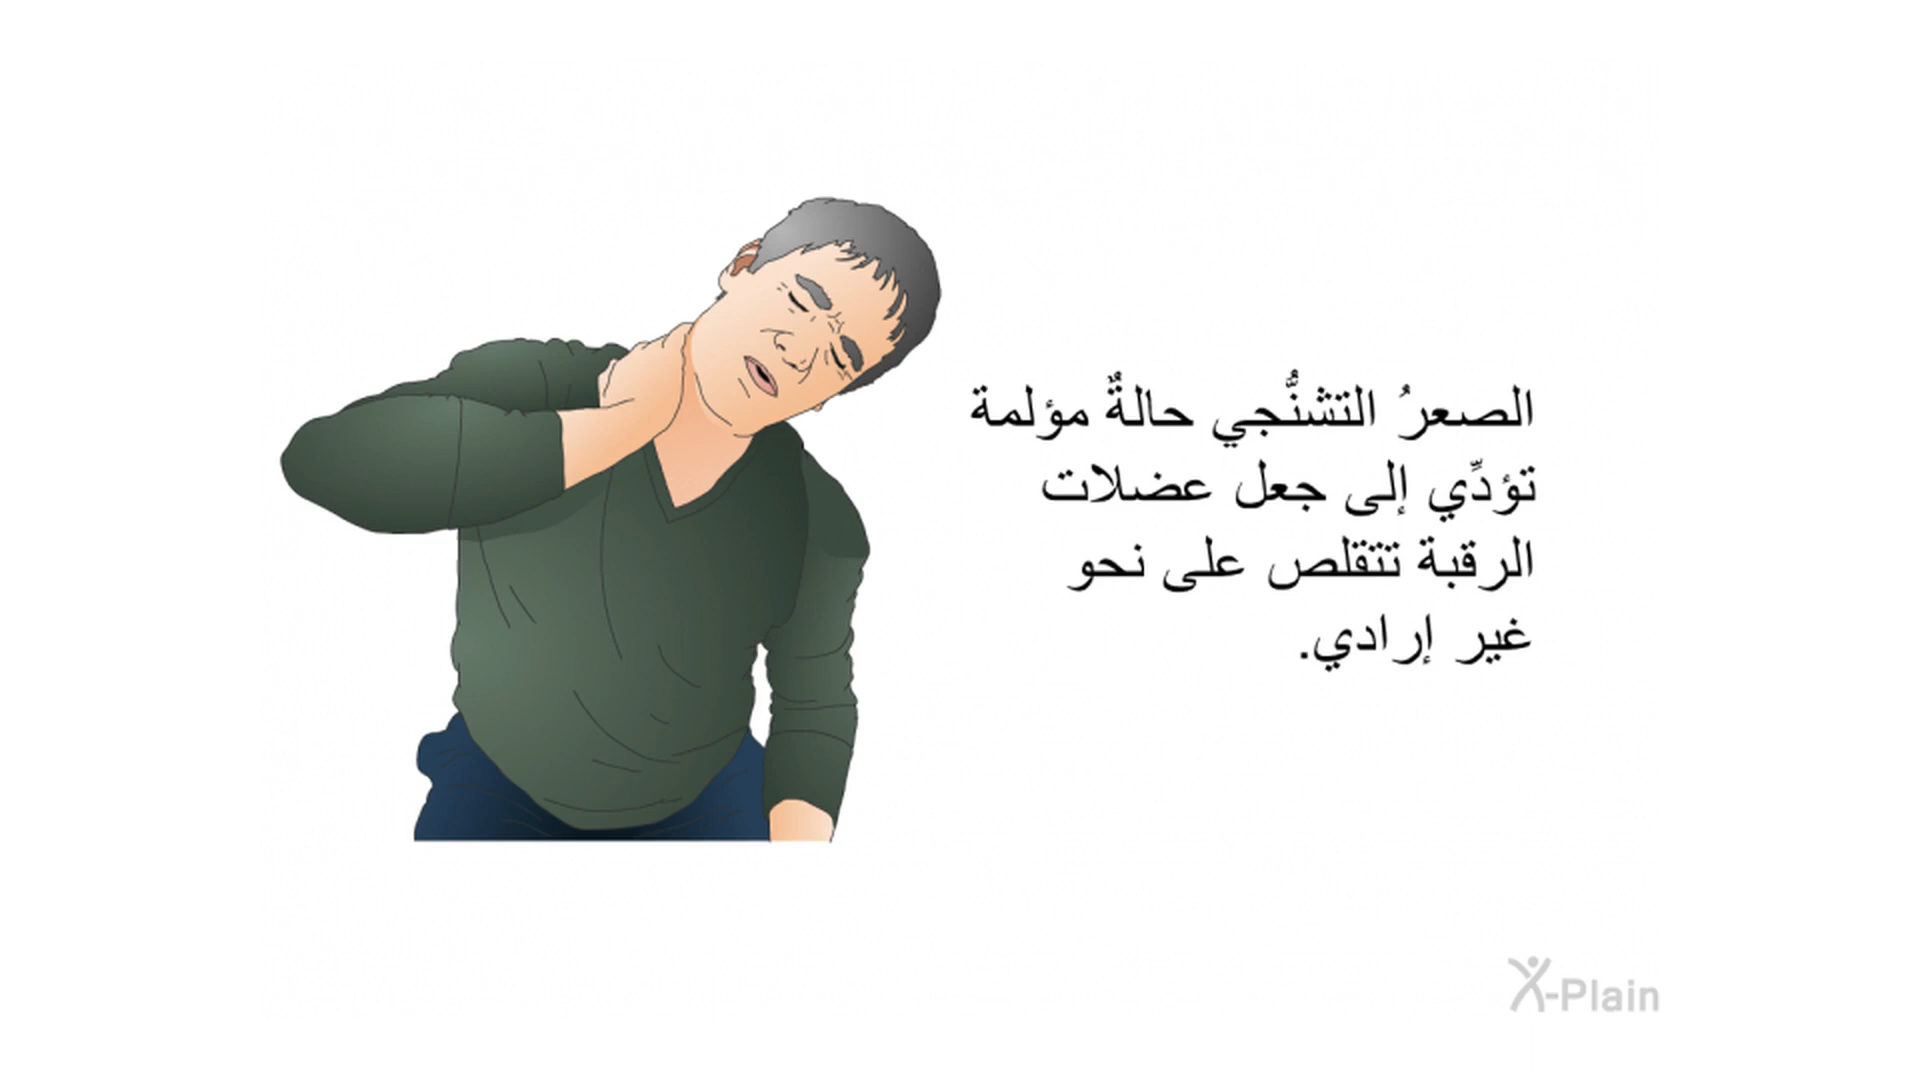 الصعرُ التشنُّجي حالةٌ مؤلمة
تؤدِّي إلى جعل عضلات
الرقبة تتقلص على نحو
غير إرادي.
X-Plain